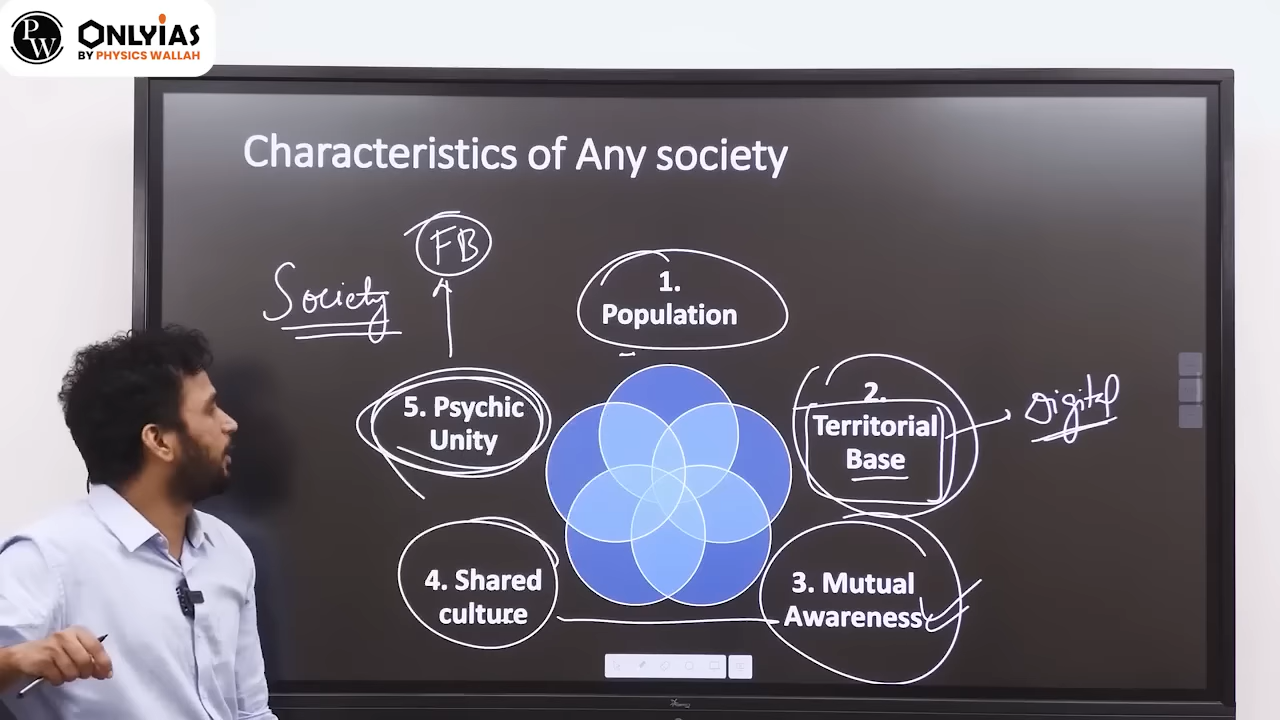 PW
ONLYIAS
BY PHYSICS WALLAH
Characteristics of Any society
FB
Society
1.
Population
5. Psychic
Unity
2.
Territorial
Base
Digital
4. Shared
culture
3. Mutual
Awareness